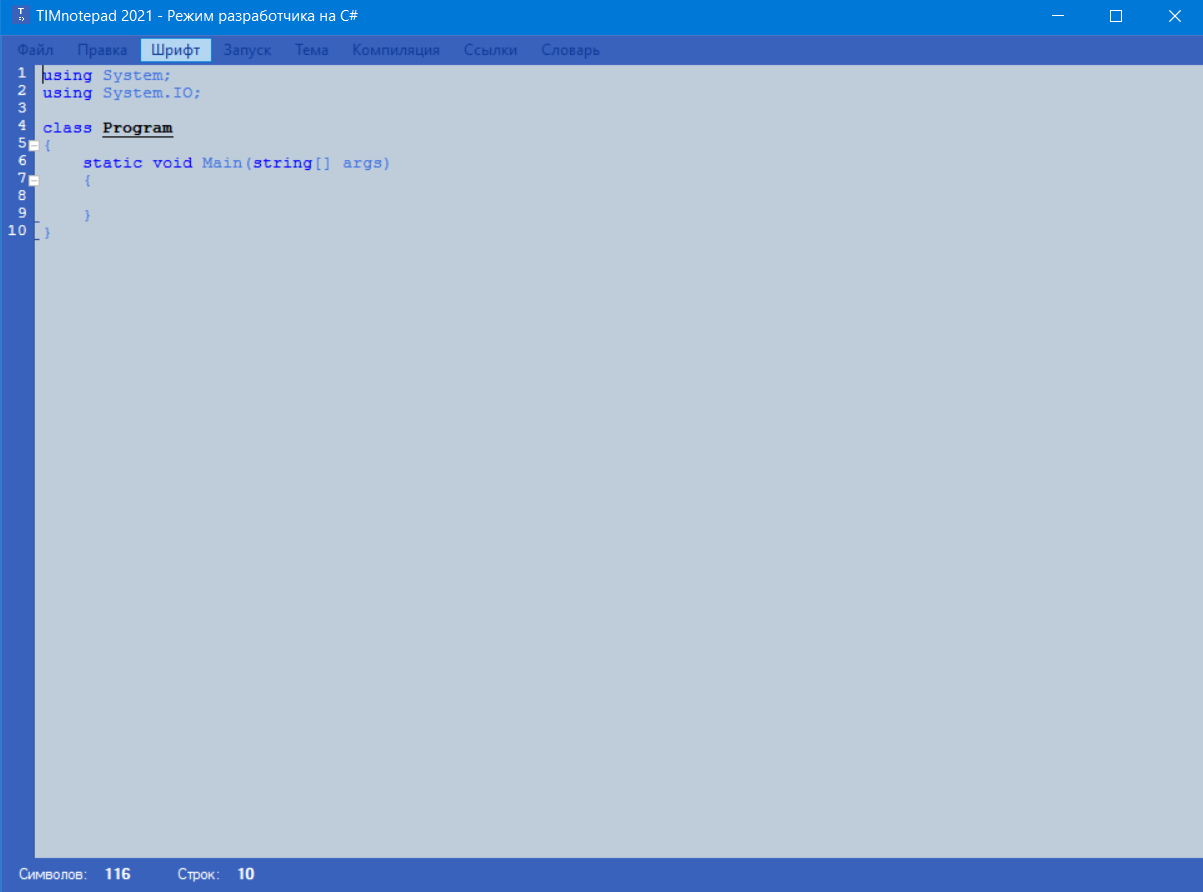 TIMnotepad 2021 - Режим разработчика на C#
Файл Правка Шрифт Запуск Тема Компиляция Ссылки Словарь
1 using System;
2 using System.IO;
3
4 class Program
5 {
6     static void Main(string[] args)
7     {
8
9     }
10 }
Символов: 116 Строк: 10